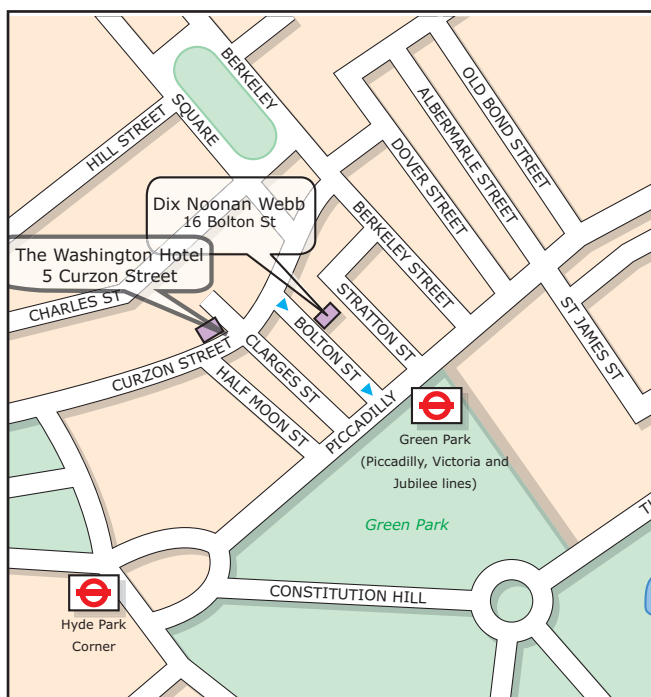 BERKELEY
SQUARE
HILL STREET
OLD BOND STREET
ALBERMARLE STREET
DOVER STREET
Dix Noonan Webb
16 Bolton St
BERKELEY STREET
The Washington Hotel
5 Curzon Street
CHARLES ST
STRATTON ST
ST JAMES ST
BOLTON ST
CURZON STREET
CLARGES ST
HALF MOON ST
PICCADILLY
Green Park
(Piccadilly, Victoria and
Jubilee lines)
Green Park
CONSTITUTION HILL
Hyde Park
Corner